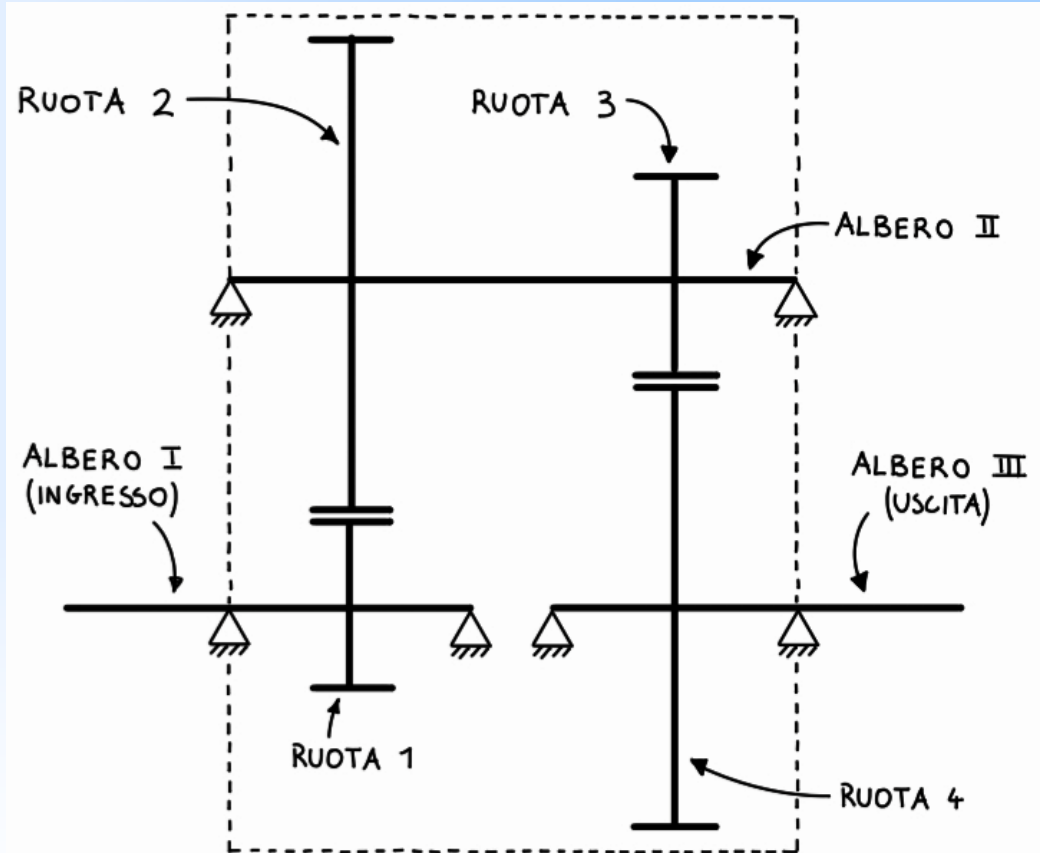 RUOTA 2
RUOTA 3
ALBERO II
ALBERO I
(INGRESSO)
ALBERO III
(USCITA)
RUOTA 1
RUOTA 4